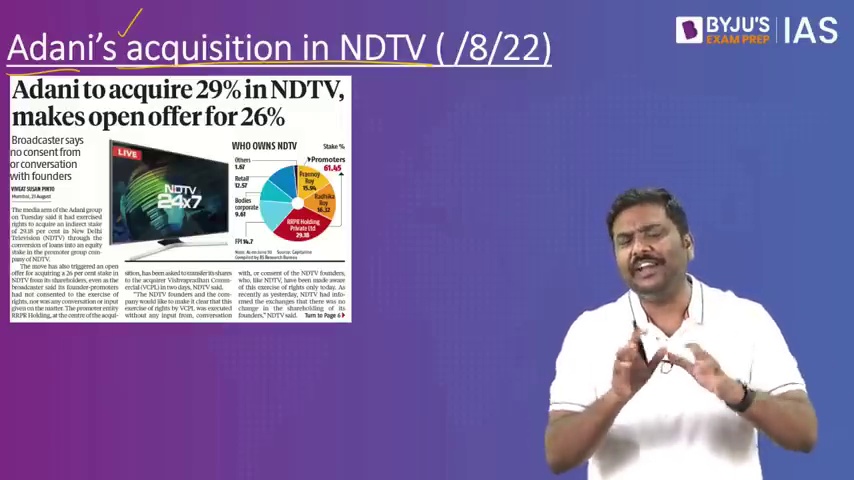 Adani's acquisition in NDTV ( /8/22)
BYJU'S
EXAM PREP
IAS
Adani to acquire 29% in NDTV,
makes open offer for 26%
Broadcaster says
no consent from
or conversation
with founders
VIVEAT SUSAN PINTO
Mumbai, 23 August
The media arm of the Adani group
on Tuesday said it had exercised
rights to acquire an indirect stake
of 29.18 per cent in New Delhi
Television (NDTV) through the
conversion of loans into an equity
stake in the promoter group com-
pany of NDTV.
The move has also triggered an open
offer for acquiring a 26 per cent stake in
NDTV from its shareholders, even as the
broadcaster said its founder-promoters
had not consented to the exercise of
rights, nor was any conversation or input
given on the matter. The promoter entity
RRPR Holding, at the centre of the acqui-
LIVE
NDTV
24x7
WHO OWNS NDTV
Stake %
Others
1.67
Promoters
61.45
Retail
12.57
Prannoy
Roy
15.94
Bodies
corporate
9.61
Radhika
Roy
16.32
RRPR Holding
Private Ltd
29.18
FPI 14.7
Note: As on June 30 Source: Capitaline
Compiled by BS Research Bureau
sition, has been asked to transfer its shares
to the acquirer Vishvapradhan Comm-
ercial (VCPL) in two days, NDTV said.
"The NDTV founders and the com-
pany would like to make it clear that this
exercise of rights by VCPL was executed
without any input from, conversation
with, or consent of the NDTV founders,
who, like NDTV, have been made aware
of this exercise of rights only today. As
recently as yesterday, NDTV had info-
rmed the exchanges that there was no
change in the shareholding of its
founders," NDTV said.
Turn to Page 6